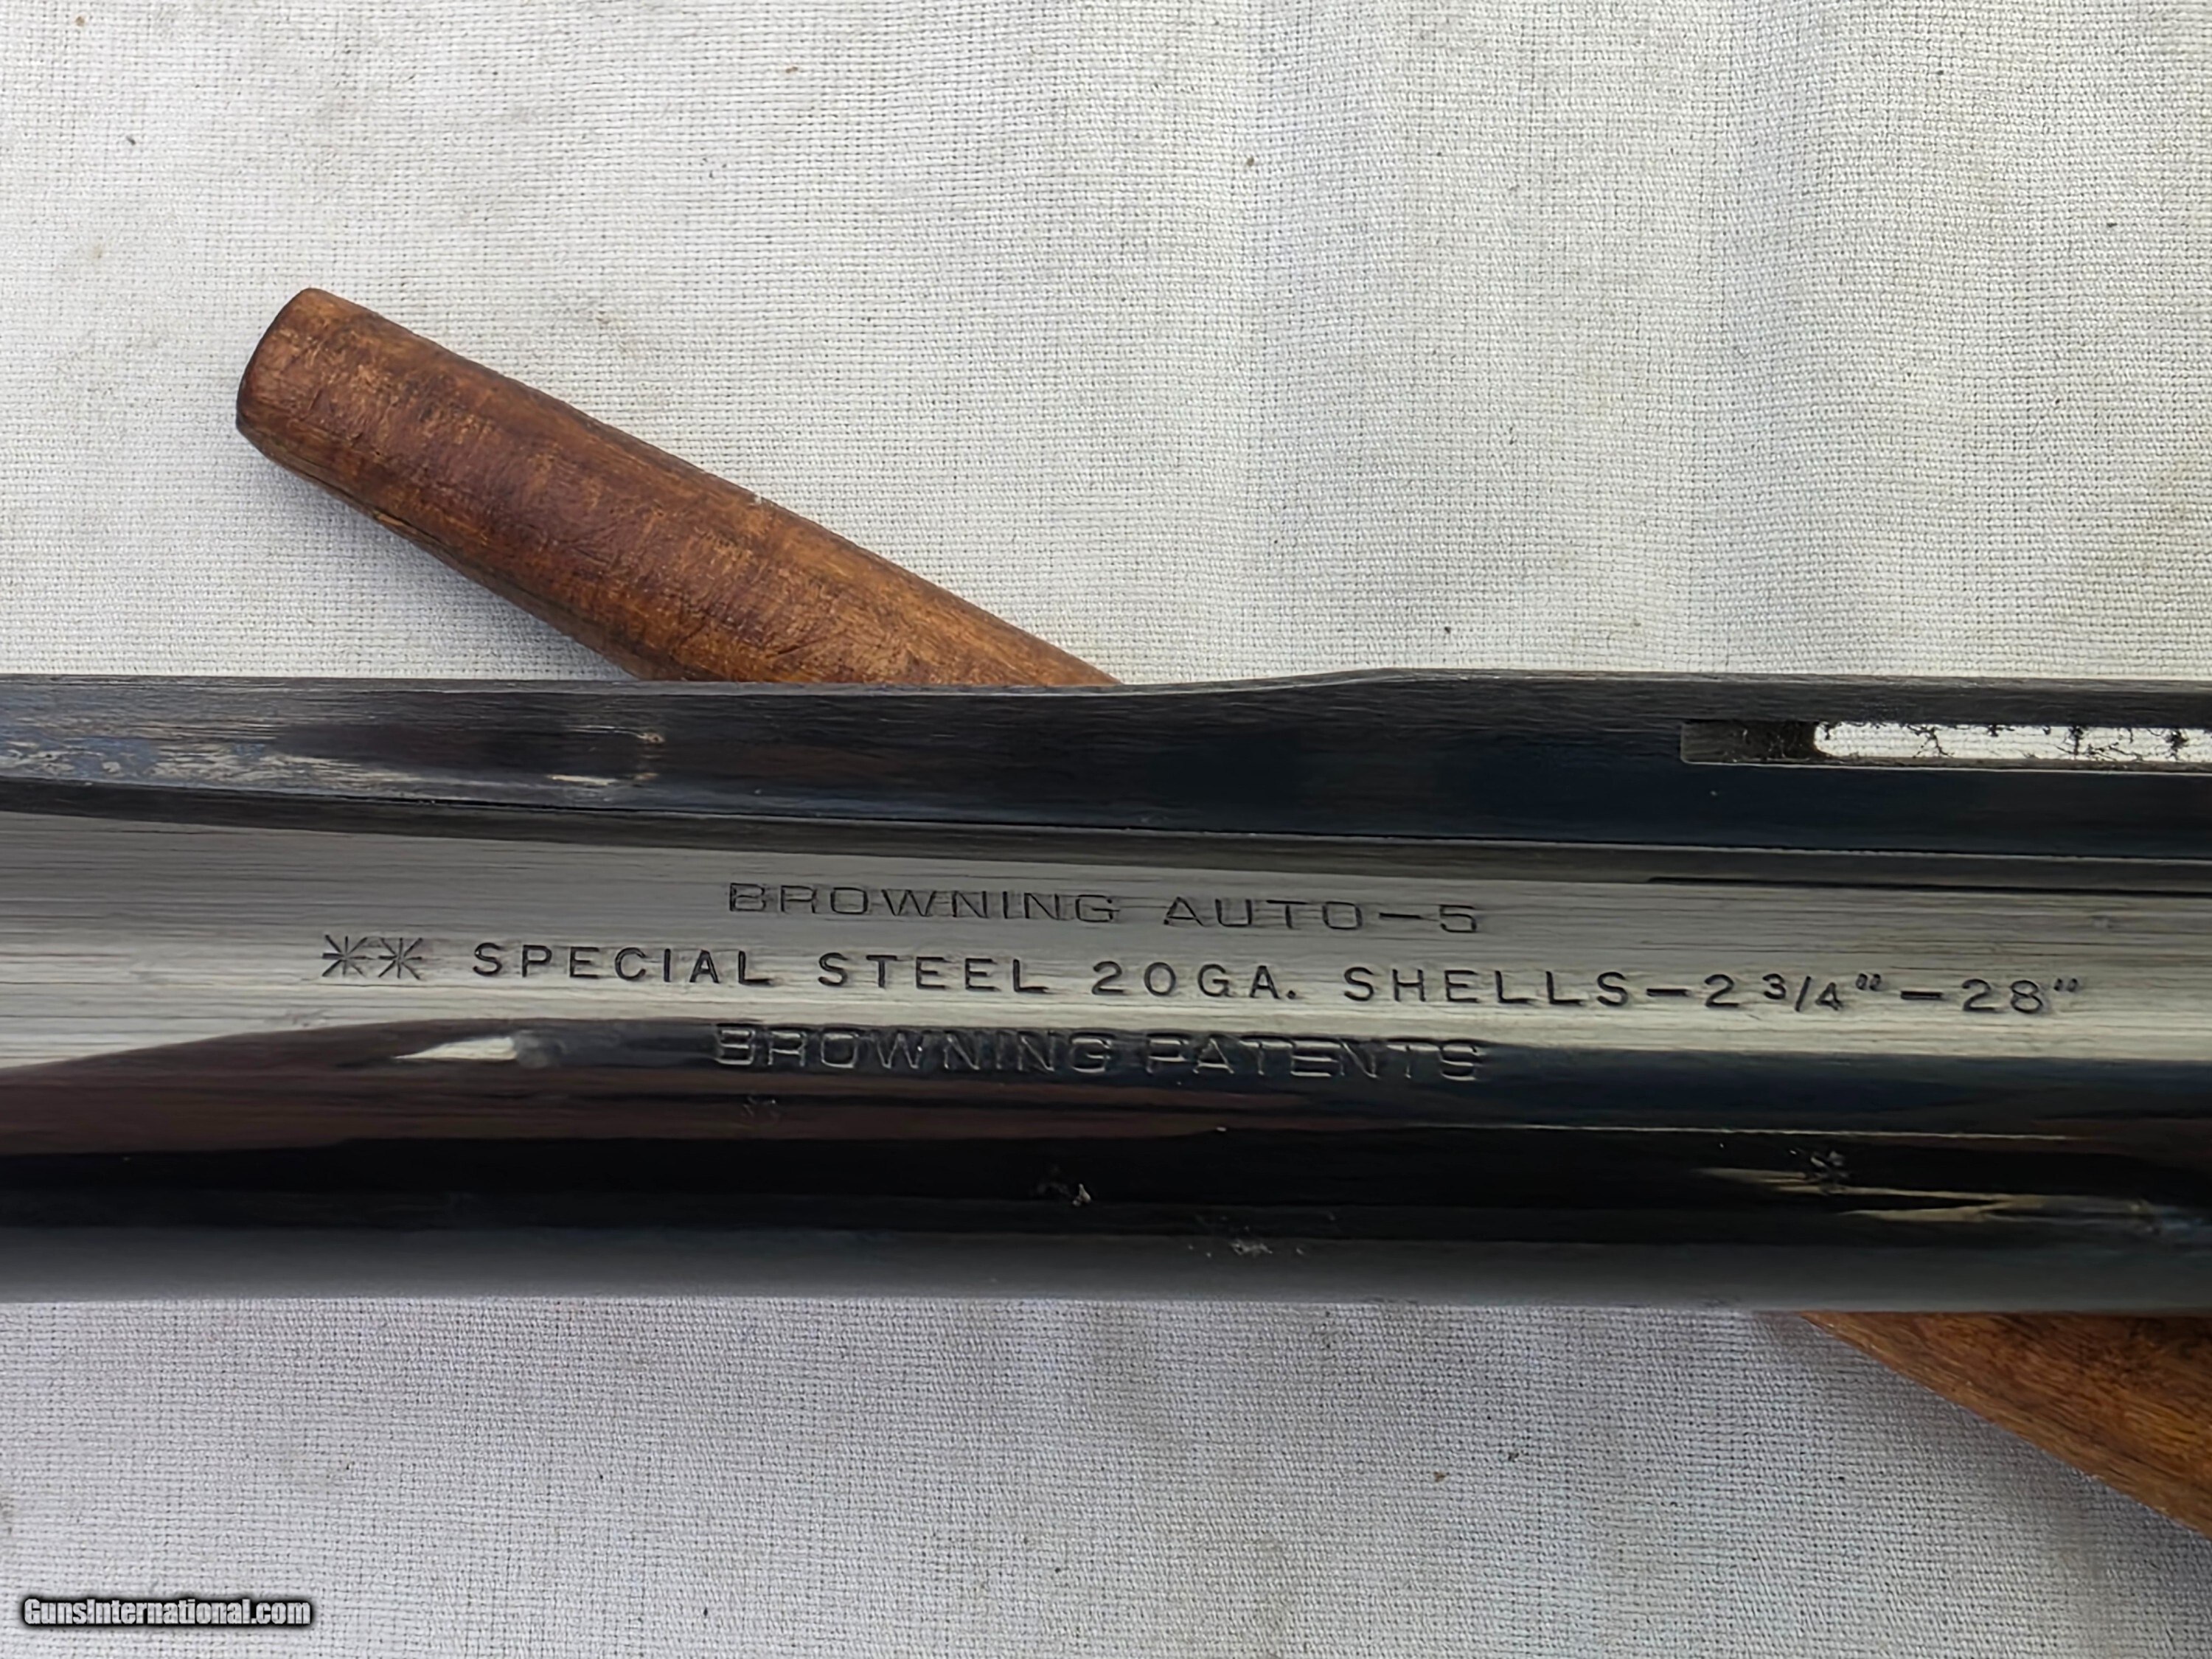 BROWNING AUTO-5
** SPECIAL STEEL 20GA. SHELLS-2 3/4"-28"
BROWNING PATENTS
GunsInternational.com